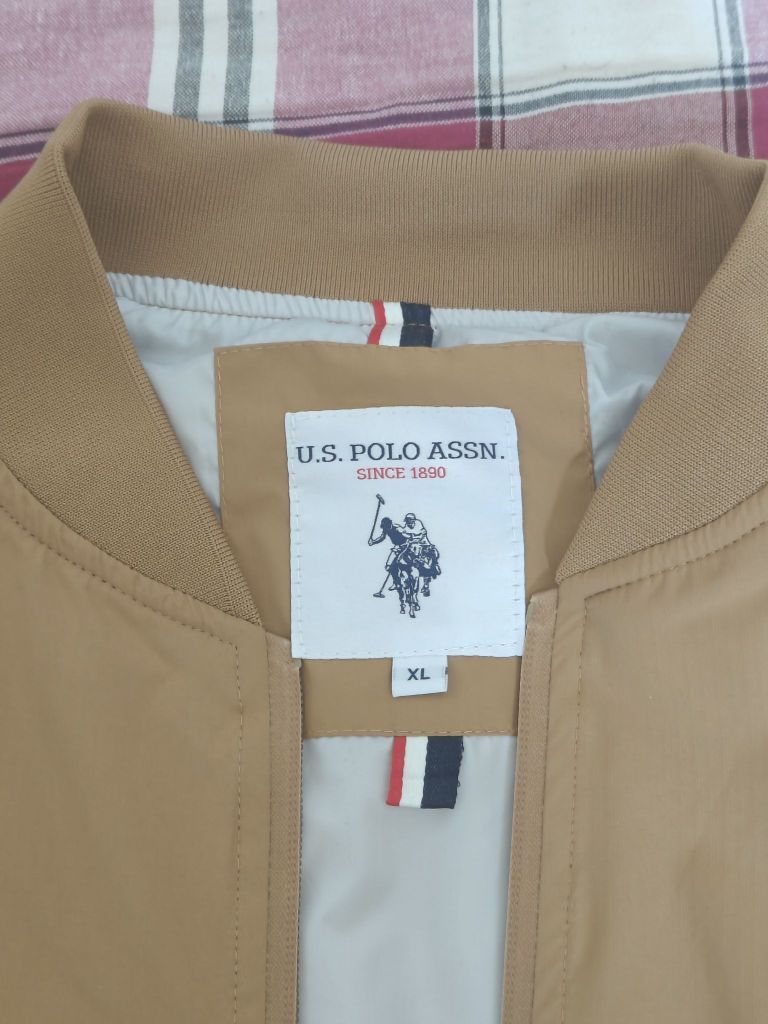 U.S. POLO ASSN.
SINCE 1890
XL